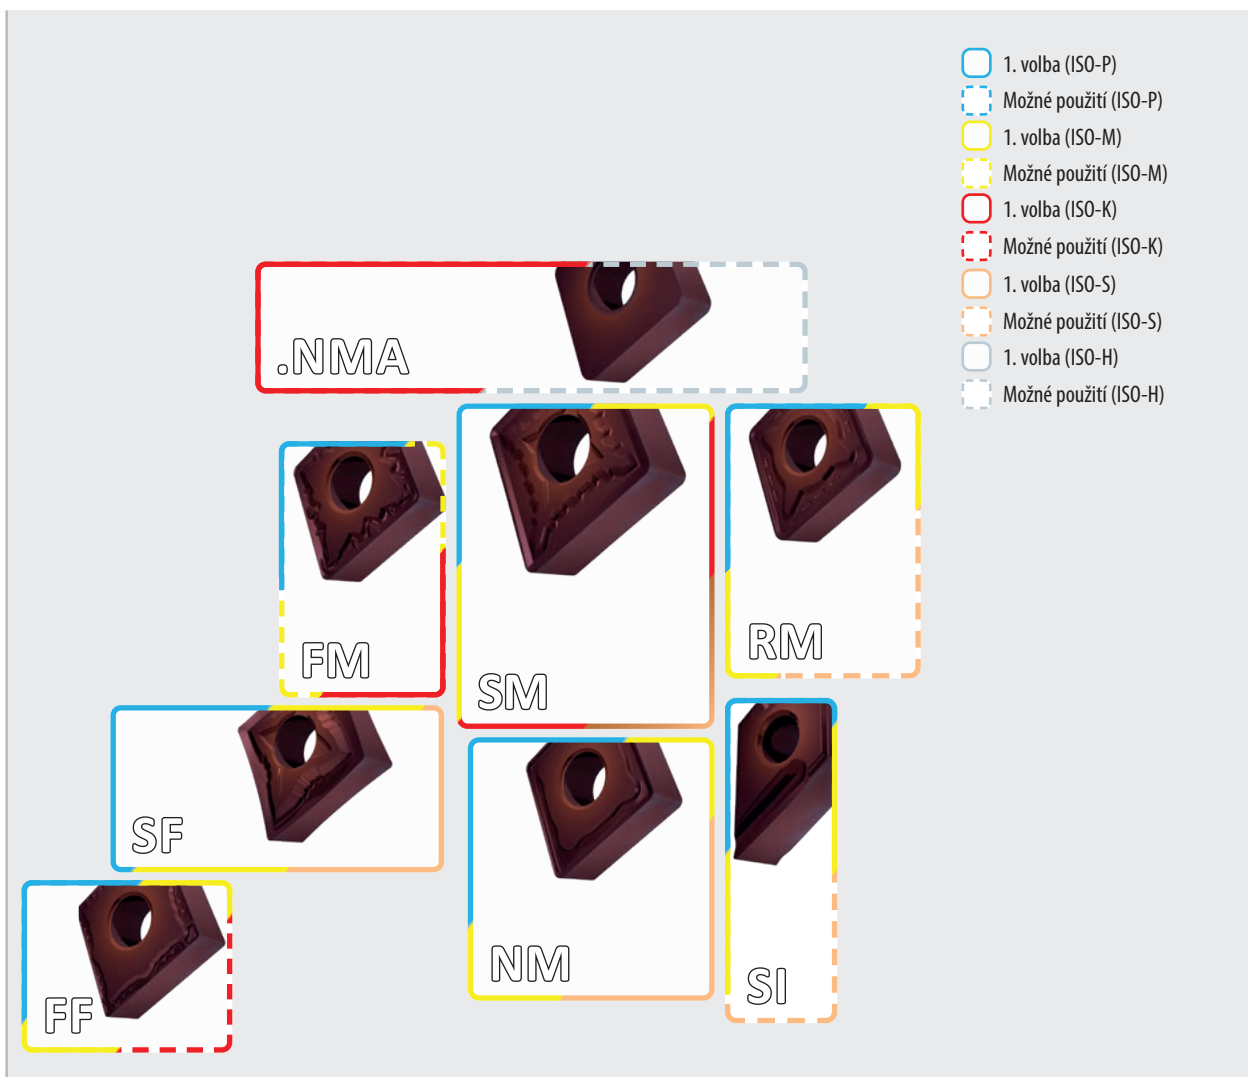 1. volba (ISO-P)
Možné použití (ISO-P)
1. volba (ISO-M)
Možné použití (ISO-M)
1. volba (ISO-K)
Možné použití (ISO-K)
1. volba (ISO-S)
Možné použití (ISO-S)
1. volba (ISO-H)
Možné použití (ISO-H)
.NMA
FM
SM
RM
SF
NM
SI
FF